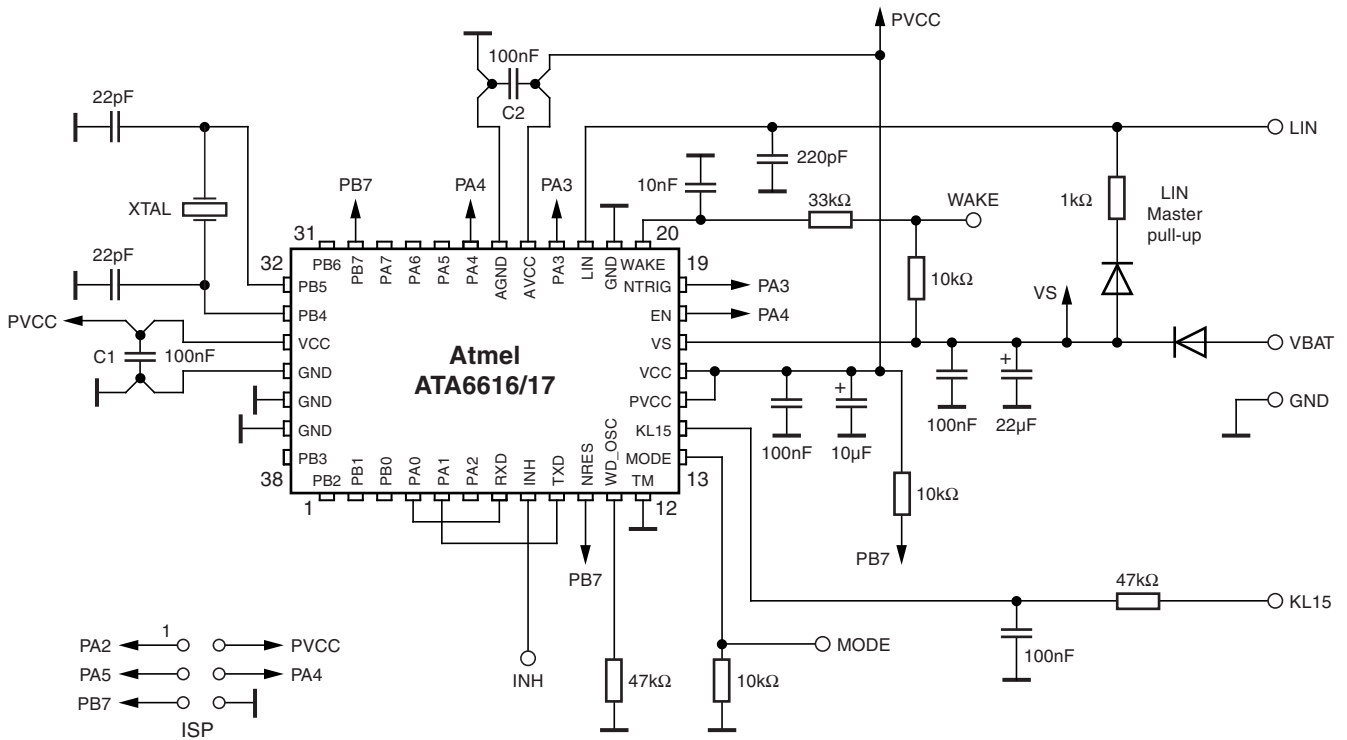 PVCC
100nF
C2
22pF
LIN
220pF
10nF
PB7
PA4
PA3
XTAL
33kΩ
WAKE
1kΩ
LIN
Master
pull-up
31
20
PB6
PB7
PA7
PA6
PA5
PA4
AGND
AVCC
PA3
LIN
GND
WAKE
22pF
32
19
PB5
NTRIG
PA3
10kΩ
VS
PB4
EN
PA4
PVCC
VCC
VS
VBAT
C1
100nF
Atmel
ATA6616/17
GND
VCC
+
GND
PVCC
GND
GND
KL15
100nF
22µF
+
100nF
10µF
PB3
MODE
38
13
PB2
PB1
PB0
PA0
PA1
PA2
RXD
INH
TXD
NRES
WD_OSC
TM
1
12
10kΩ
PB7
PB7
47kΩ
KL15
1
PA2
PVCC
MODE
100nF
PA5
PA4
INH
47kΩ
10kΩ
PB7
ISP